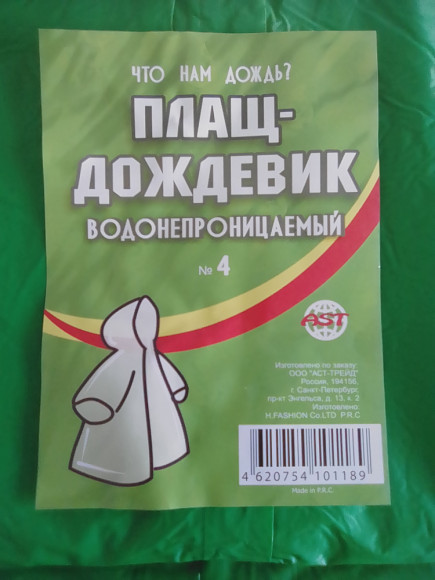 ЧТО НАМ ДОЖДЬ?
ПЛАЩ-
ДОЖДЕВИК
ВОДОНЕПРОНИЦАЕМЫЙ
№ 4
AST
Изготовлено по заказу:
ООО "АСТ-ТРЕЙД"
Россия, 194156,
г. Санкт-Петербург,
пр-кт Энгельса, д. 13, к. 2
Изготовлено:
H.FASHION Co.LTD P.R.C
4 620754 101189
Made in P.R.C.